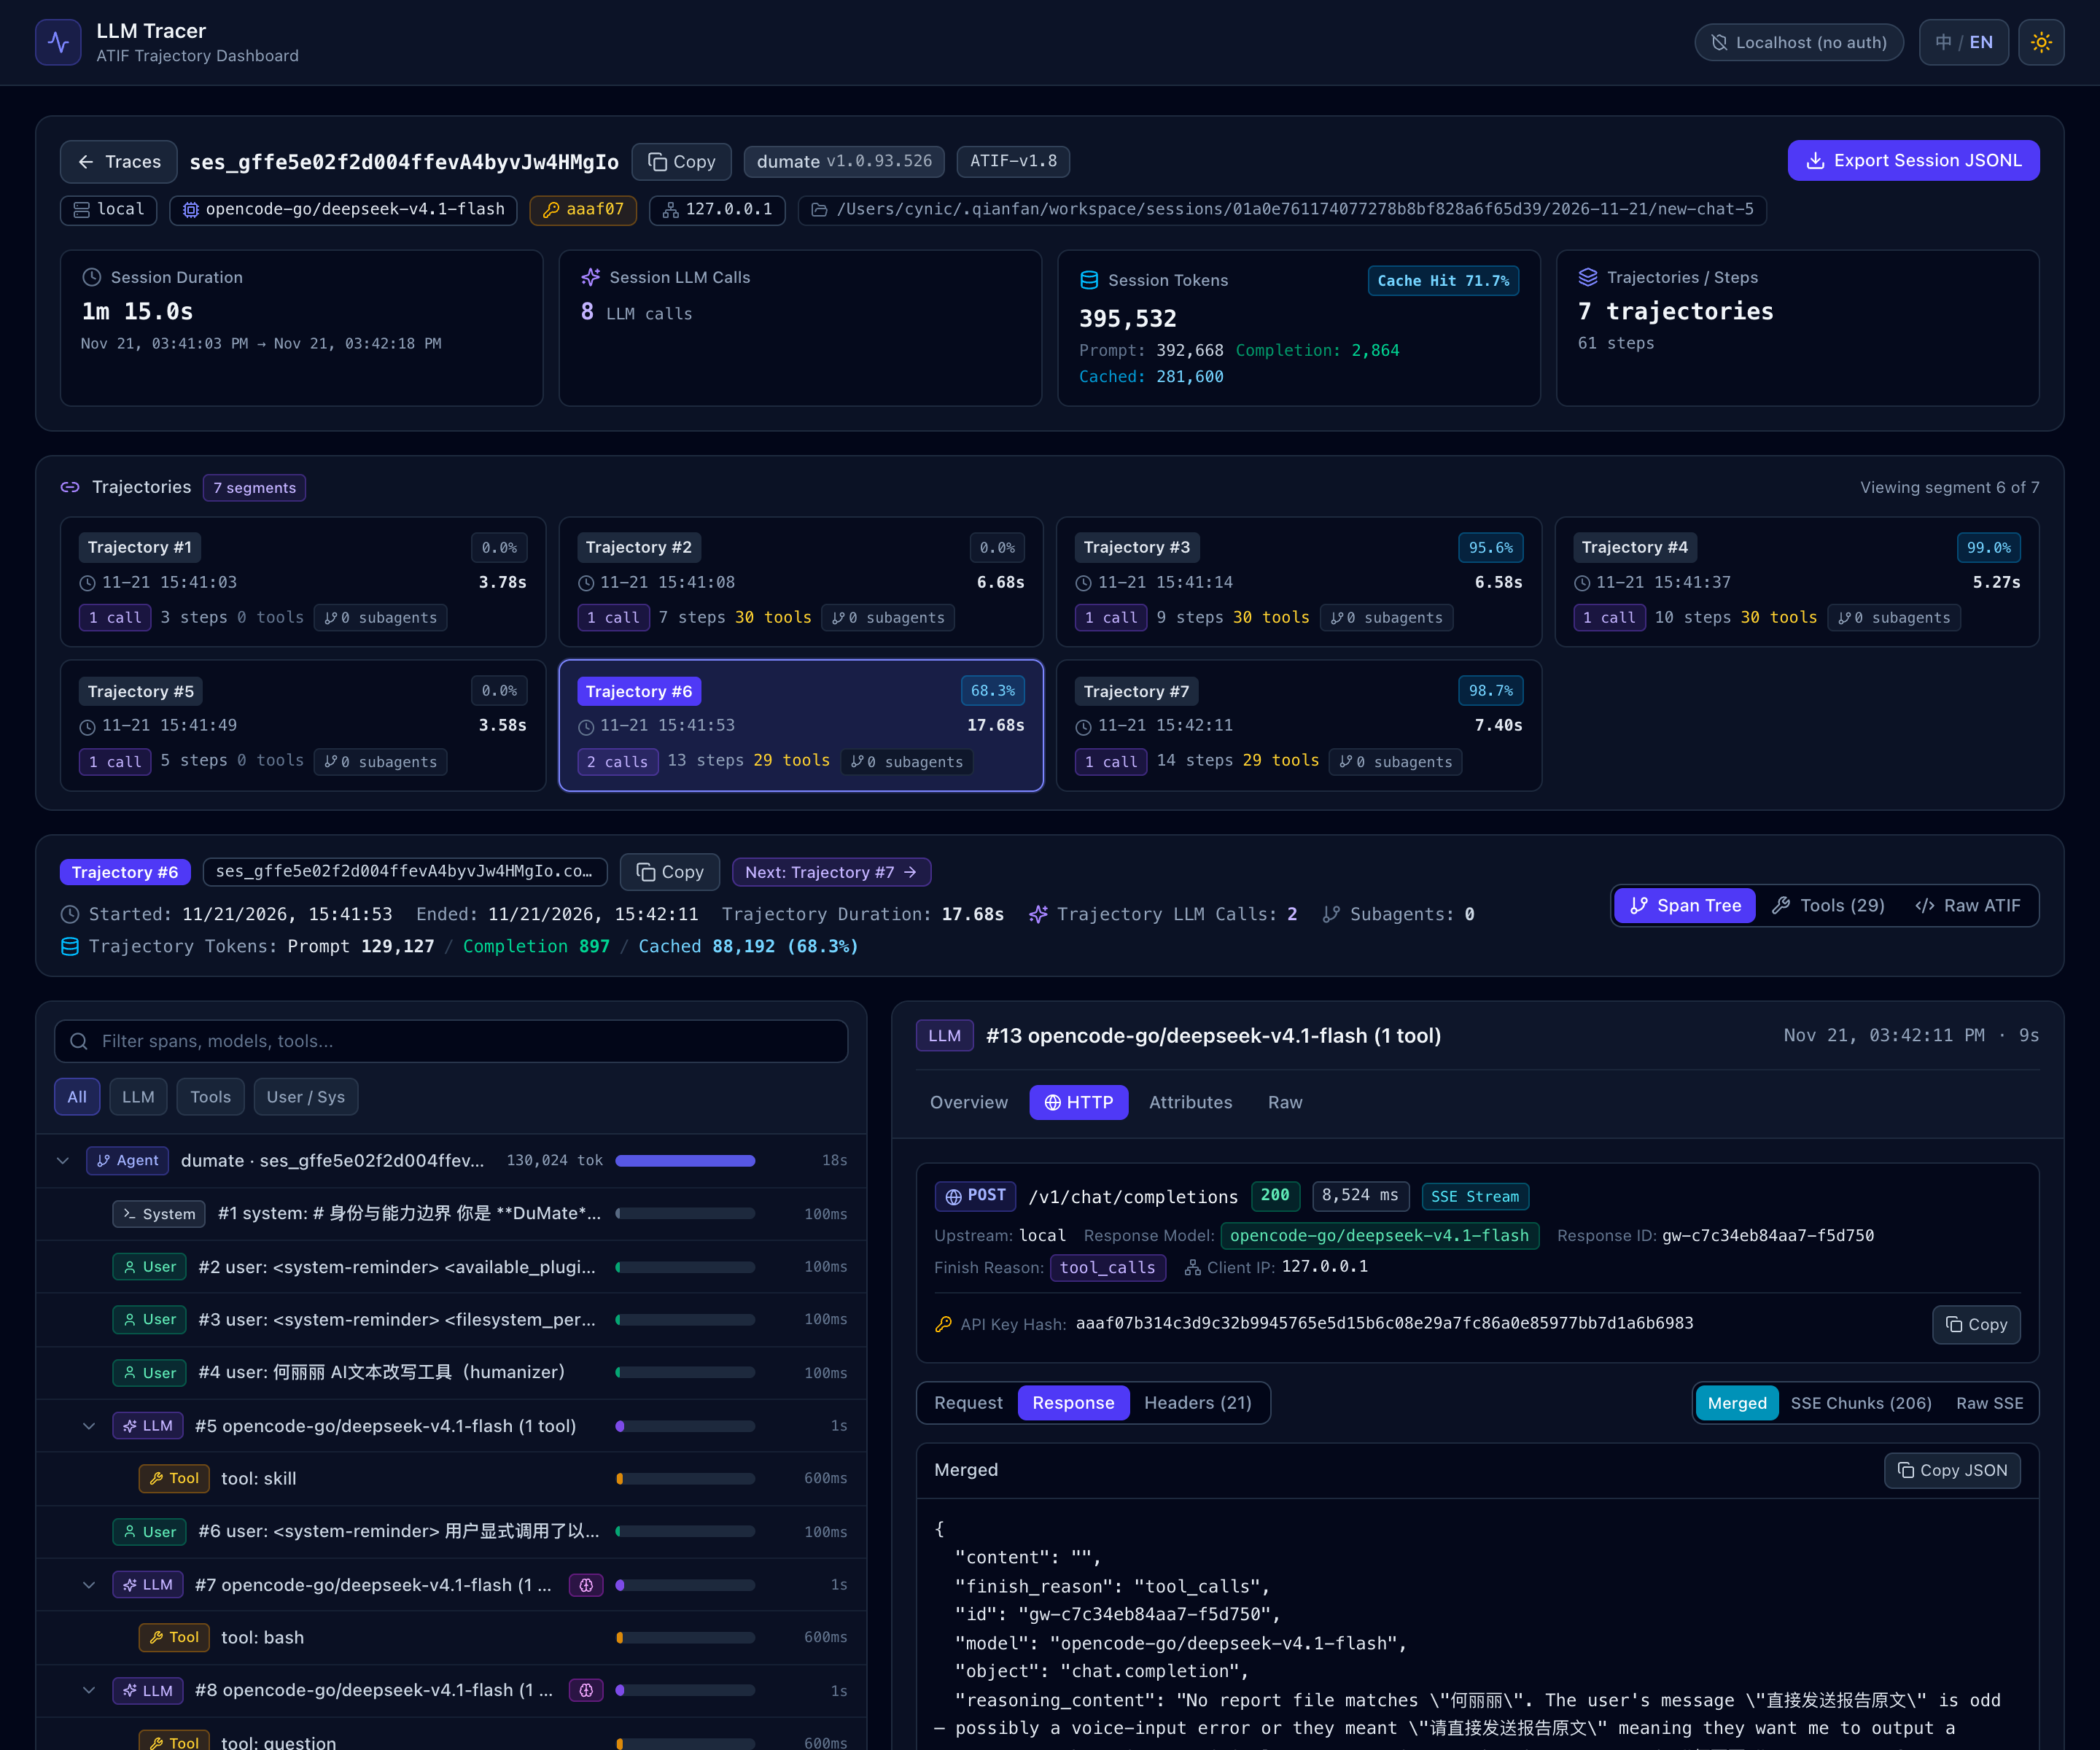 LLM Tracer
ATIF Trajectory Dashboard
Localhost (no auth)
中 / EN
Traces
ses_gffe5e02f2d004ffevA4byvJw4HMgIo
Copy
dumate v1.0.93.526
ATIF-v1.8
Export Session JSONL
local
opencode-go/deepseek-v4.1-flash
aaaf07
127.0.0.1
/Users/cynic/.qianfan/workspace/sessions/01a0e761174077278b8bf828a6f65d39/2026-11-21/new-chat-5
Session Duration
1m 15.0s
Nov 21, 03:41:03 PM → Nov 21, 03:42:18 PM
Session LLM Calls
8 LLM calls
Session Tokens
Cache Hit 71.7%
395,532
Prompt: 392,668 Completion: 2,864
Cached: 281,600
Trajectories / Steps
7 trajectories
61 steps
Trajectories
7 segments
Viewing segment 6 of 7
Trajectory #1
0.0%
11-21 15:41:03
3.78s
1 call 3 steps 0 tools 0 subagents
Trajectory #2
0.0%
11-21 15:41:08
6.68s
1 call 7 steps 30 tools 0 subagents
Trajectory #3
95.6%
11-21 15:41:14
6.58s
1 call 9 steps 30 tools 0 subagents
Trajectory #4
99.0%
11-21 15:41:37
5.27s
1 call 10 steps 30 tools 0 subagents
Trajectory #5
0.0%
11-21 15:41:49
3.58s
1 call 5 steps 0 tools 0 subagents
Trajectory #6
68.3%
11-21 15:41:53
17.68s
2 calls 13 steps 29 tools 0 subagents
Trajectory #7
98.7%
11-21 15:42:11
7.40s
1 call 14 steps 29 tools 0 subagents
Trajectory #6
ses_gffe5e02f2d004ffevA4byvJw4HMgIo.co…
Copy
Next: Trajectory #7 →
Started: 11/21/2026, 15:41:53 Ended: 11/21/2026, 15:42:11 Trajectory Duration: 17.68s Trajectory LLM Calls: 2 Subagents: 0
Trajectory Tokens: Prompt 129,127 / Completion 897 / Cached 88,192 (68.3%)
Span Tree
Tools (29)
Raw ATIF
Filter spans, models, tools...
All
LLM
Tools
User / Sys
Agent dumate · ses_gffe5e02f2d004ffev... 130,024 tok 18s
System #1 system: # 身份与能力边界 你是 **DuMate*... 100ms
User #2 user: <system-reminder> <available_plugi... 100ms
User #3 user: <system-reminder> <filesystem_per... 100ms
User #4 user: 何丽丽 AI文本改写工具（humanizer） 100ms
LLM #5 opencode-go/deepseek-v4.1-flash (1 tool) 1s
Tool tool: skill 600ms
User #6 user: <system-reminder> 用户显式调用了以... 100ms
LLM #7 opencode-go/deepseek-v4.1-flash (1 ... 1s
Tool tool: bash 600ms
LLM #8 opencode-go/deepseek-v4.1-flash (1 ... 1s
Tool tool: question 600ms
LLM #13 opencode-go/deepseek-v4.1-flash (1 tool)
Nov 21, 03:42:11 PM · 9s
Overview
HTTP
Attributes
Raw
POST /v1/chat/completions 200 8,524 ms SSE Stream
Upstream: local Response Model: opencode-go/deepseek-v4.1-flash Response ID: gw-c7c34eb84aa7-f5d750
Finish Reason: tool_calls Client IP: 127.0.0.1
API Key Hash: aaaf07b314c3d9c32b9945765e5d15b6c08e29a7fc86a0e85977bb7d1a6b6983
Copy
Request
Response
Headers (21)
Merged
SSE Chunks (206)
Raw SSE
Merged
Copy JSON
{
"content": "",
"finish_reason": "tool_calls",
"id": "gw-c7c34eb84aa7-f5d750",
"model": "opencode-go/deepseek-v4.1-flash",
"object": "chat.completion",
"reasoning_content": "No report file matches \"何丽丽\". The user's message \"直接发送报告原文\" is odd
— possibly a voice-input error or they meant \"请直接发送报告原文\" meaning they want me to output a